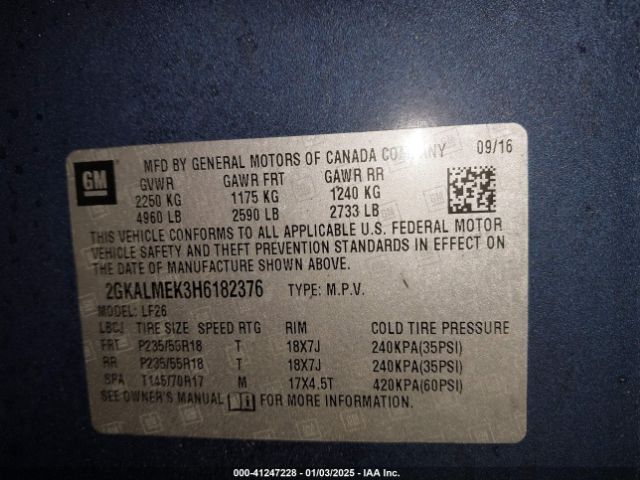 GM
MFD BY GENERAL MOTORS OF CANADA COMPANY 09/16
GVWR GAWR FRT GAWR RR
2250 KG 1175 KG 1240 KG
4960 LB 2590 LB 2733 LB
THIS VEHICLE CONFORMS TO ALL APPLICABLE U.S. FEDERAL MOTOR
VEHICLE SAFETY AND THEFT PREVENTION STANDARDS IN EFFECT ON
THE DATE OF MANUFACTURE SHOWN ABOVE.
2GKALMEK3H6182376 TYPE: M.P.V.
MODEL: LF26
LBCJ TIRE SIZE SPEED RTG RIM COLD TIRE PRESSURE
FRT P235/55R18 T 18X7J 240KPA(35PSI)
RR P235/55R18 T 18X7J 240KPA(35PSI)
SPA T145/70R17 M 17X4.5T 420KPA(60PSI)
SEE OWNER'S MANUAL FOR MORE INFORMATION.
000-41247228 - 01/03/2025 - IAA Inc.